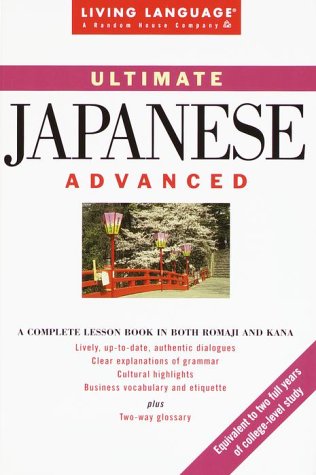 LIVING LANGUAGE®
A Random House Company
ULTIMATE
JAPANESE
ADVANCED
A COMPLETE LESSON BOOK IN BOTH ROMAJI AND KANA
Lively, up-to-date, authentic dialogues
Clear explanations of grammar
Cultural highlights
Business vocabulary and etiquette
plus
Two-way glossary
Equivalent to two full years
of college-level study